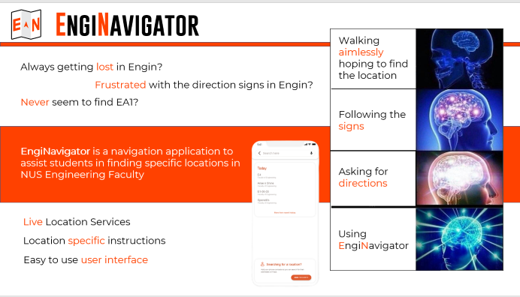 E A N
ENGINAVIGATOR
Always getting lost in Engin?
Frustrated with the direction signs in Engin?
Never seem to find EA1?
EngiNavigator is a navigation application to
assist students in finding specific locations in
NUS Engineering Faculty
Live Location Services
Location specific instructions
Easy to use user interface
Today
Walking
aimlessly
hoping to find
the location
Following the
signs
Asking for
directions
Using
EngiNavigator